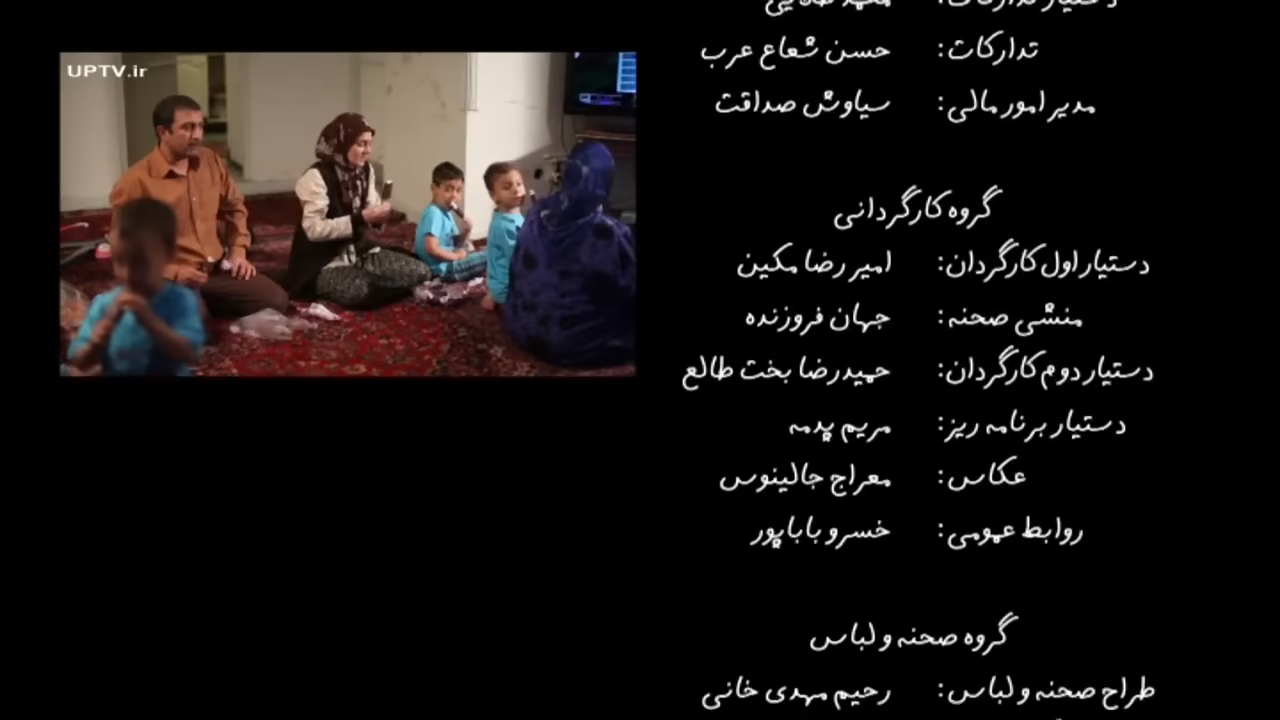 UPTV.ir
تدارکات: حسن شعاع عرب
مدیر امور مالی: سیاوش صداقت
گروه کارگردانی
دستیار اول کارگردان: امیر رضا مکین
منشی صحنه: جهان فروزنده
دستیار دوم کارگردان: حمیدرضا بخت طالع
دستیار برنامه ریز: مریم پدمه
عکاس: معراج جالینوس
روابط عمومی: خسرو باباپور
گروه صحنه و لباس
طراح صحنه و لباس: رحیم مهدی خانی